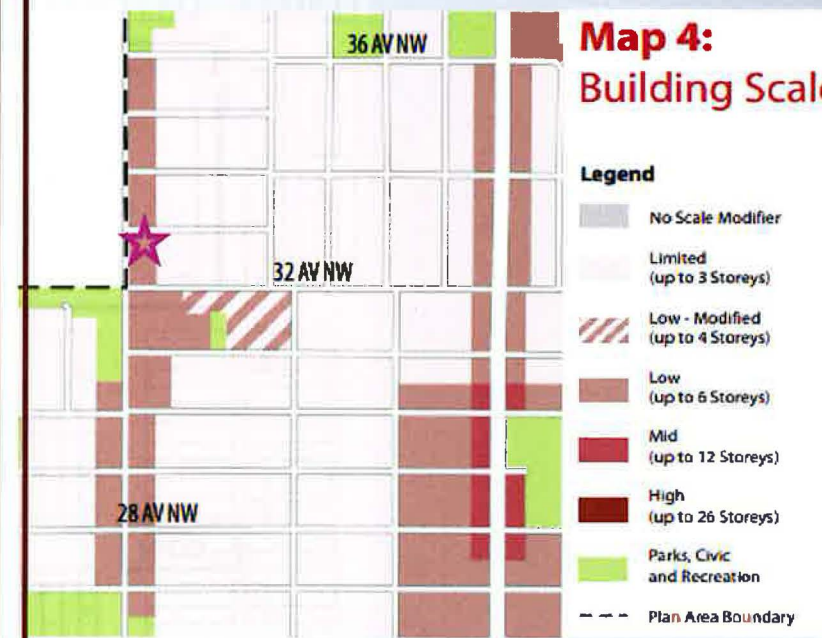 36 AV NW
32 AV NW
28 AV NW
Map 4:
Building Scale
Legend
No Scale Modifier
Limited
(up to 3 Storeys)
Low - Modified
(up to 4 Storeys)
Low
(up to 6 Storeys)
Mid
(up to 12 Storeys)
High
(up to 26 Storeys)
Parks, Civic
and Recreation
Plan Area Boundary